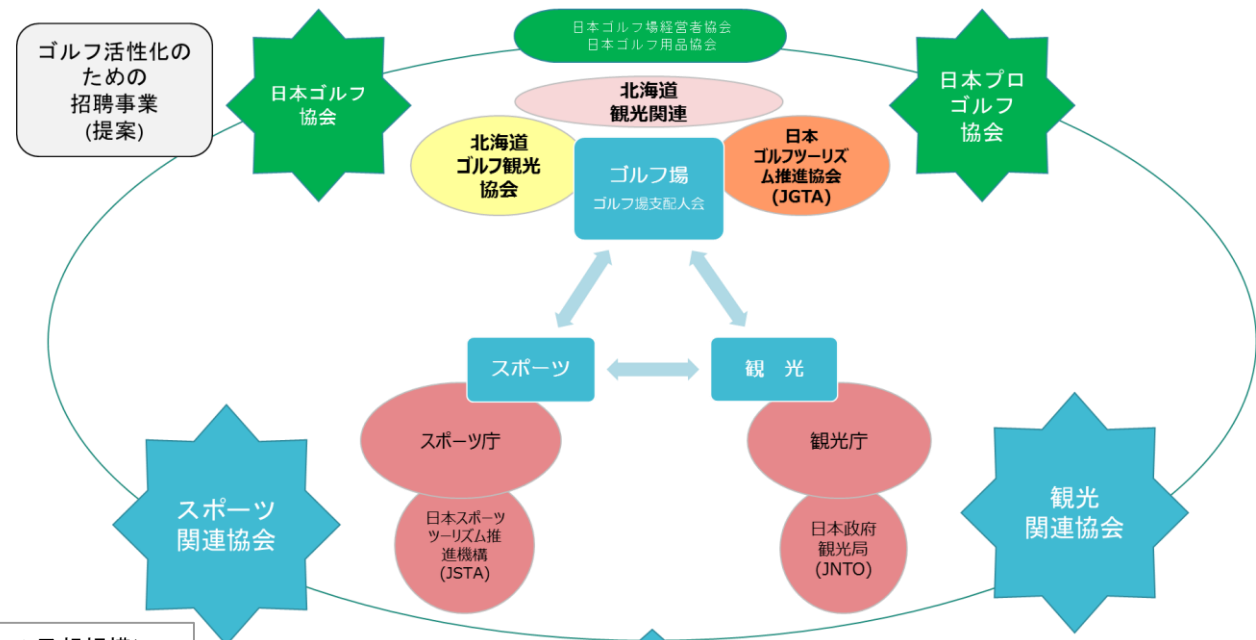 ゴルフ活性化の
ための
招聘事業
(提案)
日本ゴルフ
協会
日本ゴルフ場経営者協会
日本ゴルフ用品協会
日本プロ
ゴルフ
協会
北海道
観光関連
北海道
ゴルフ観光
協会
ゴルフ場
ゴルフ場支配人会
日本
ゴルフツーリズ
ム推進協会
(JGTA)
スポーツ
観 光
スポーツ庁
観光庁
スポーツ
関連協会
日本スポーツ
ツーリズム推
進機構
(JSTA)
日本政府
観光局
(JNTO)
観光
関連協会